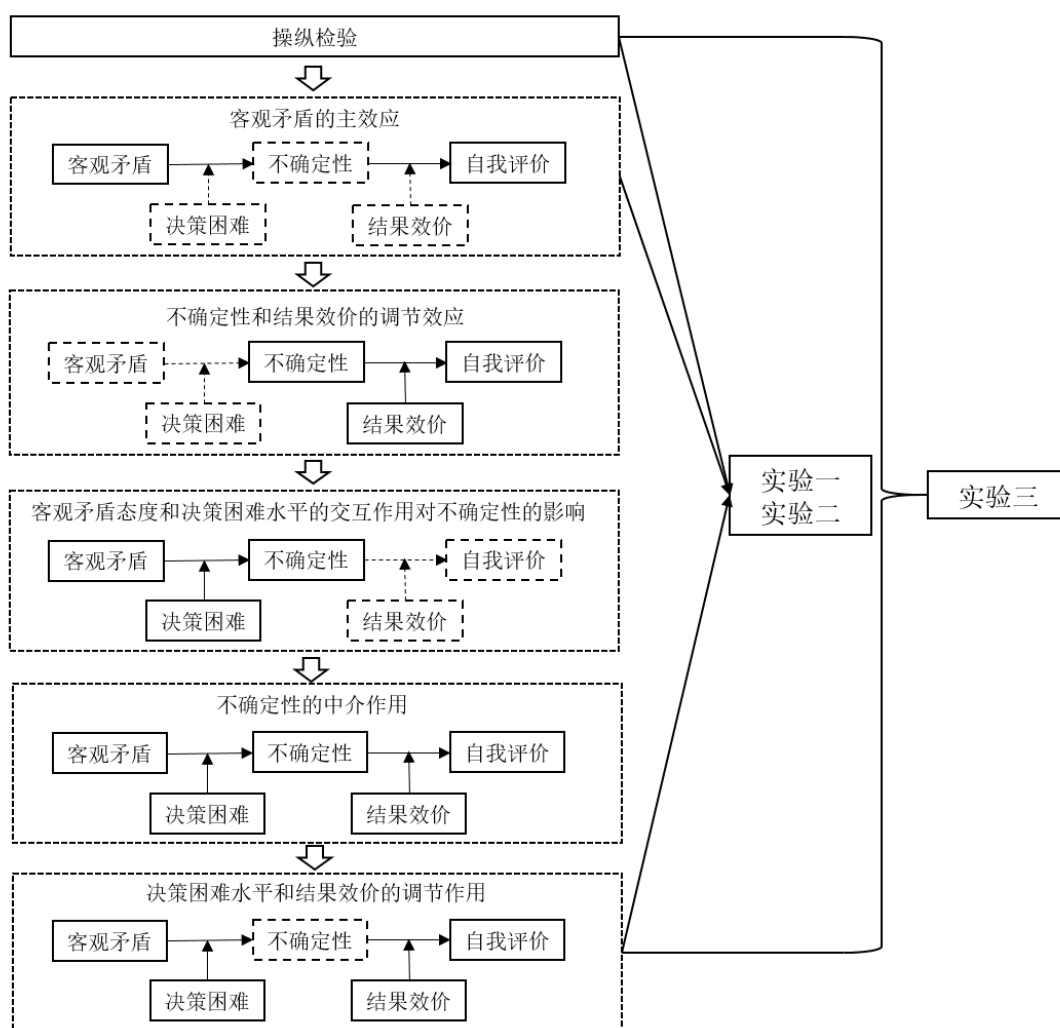 操纵检验
客观矛盾的主效应
客观矛盾
不确定性
自我评价
决策困难
结果效价
不确定性和结果效价的调节效应
客观矛盾
不确定性
自我评价
决策困难
结果效价
客观矛盾态度和决策困难水平的交互作用对不确定性的影响
客观矛盾
不确定性
自我评价
决策困难
结果效价
不确定性的中介作用
客观矛盾
不确定性
自我评价
决策困难
结果效价
决策困难水平和结果效价的调节作用
客观矛盾
不确定性
自我评价
决策困难
结果效价
实验一
实验二
实验三